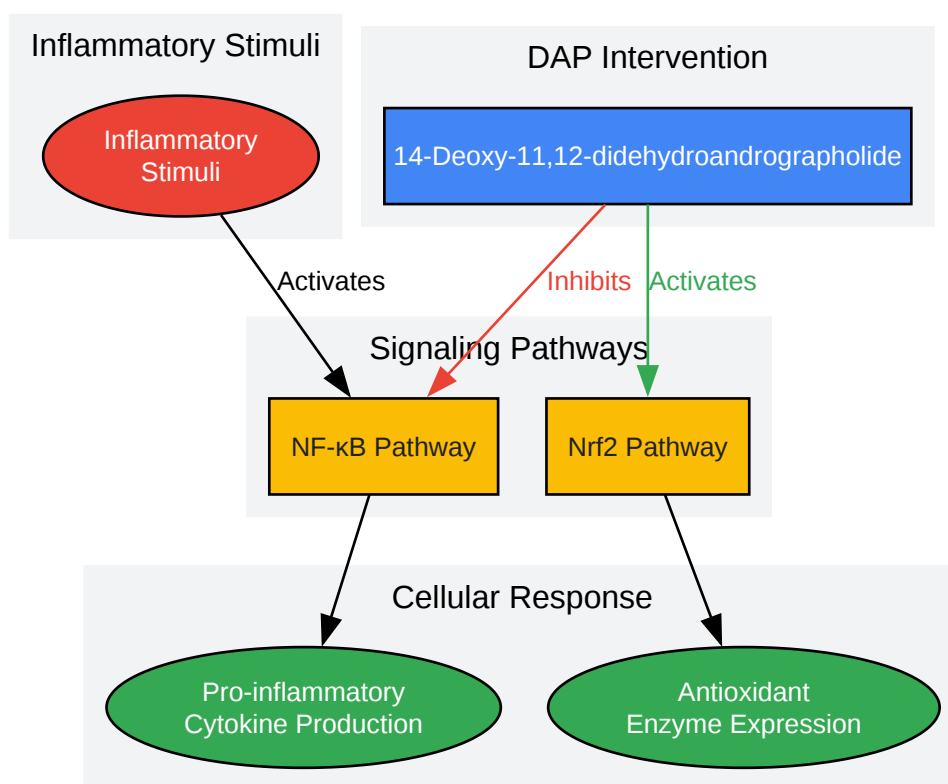 Inflammatory Stimuli
DAP Intervention
Inflammatory
Stimuli
14-Deoxy-11,12-didehydroandrographolide
Activates
Inhibits
Activates
Signaling Pathways
NF-κB Pathway
Nrf2 Pathway
Cellular Response
Pro-inflammatory
Cytokine Production
Antioxidant
Enzyme Expression